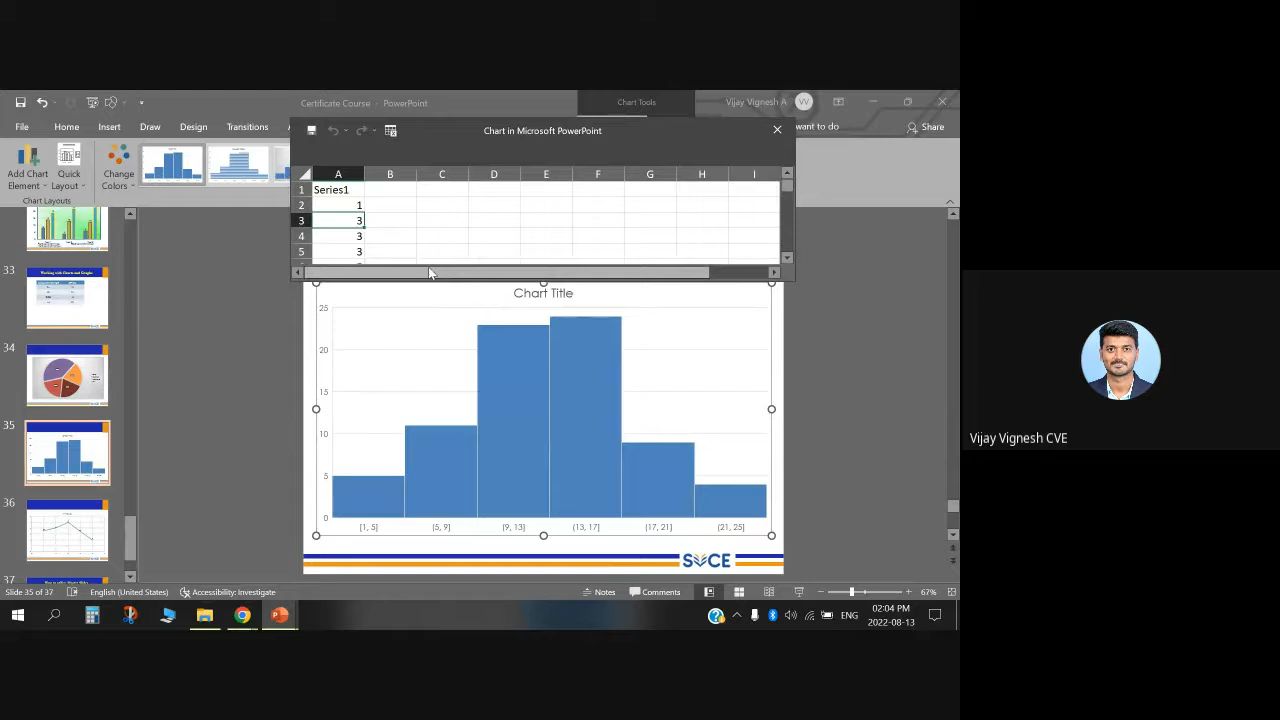 Certificate Course - PowerPoint
Chart Tools
Vijay Vignesh A
VV
File
Home
Insert
Draw
Design
Transitions
want to do
Share
Chart in Microsoft PowerPoint
Add Chart
Element
Quick
Layout
Change
Colors
Chart Layouts
A B C D E F G H I
1 Series1
2 1
3 3
4 3
5 3
33
Working with Charts and Graphs
34
35
36
37
Chart Title
25
20
15
10
5
0
[1, 5] (5, 9] (9, 13] (13, 17] (17, 21] (21, 25]
SVCE
Vijay Vignesh CVE
Slide 35 of 37
English (United States)
Accessibility: Investigate
Notes
Comments
67%
ENG
02:04 PM
2022-08-13